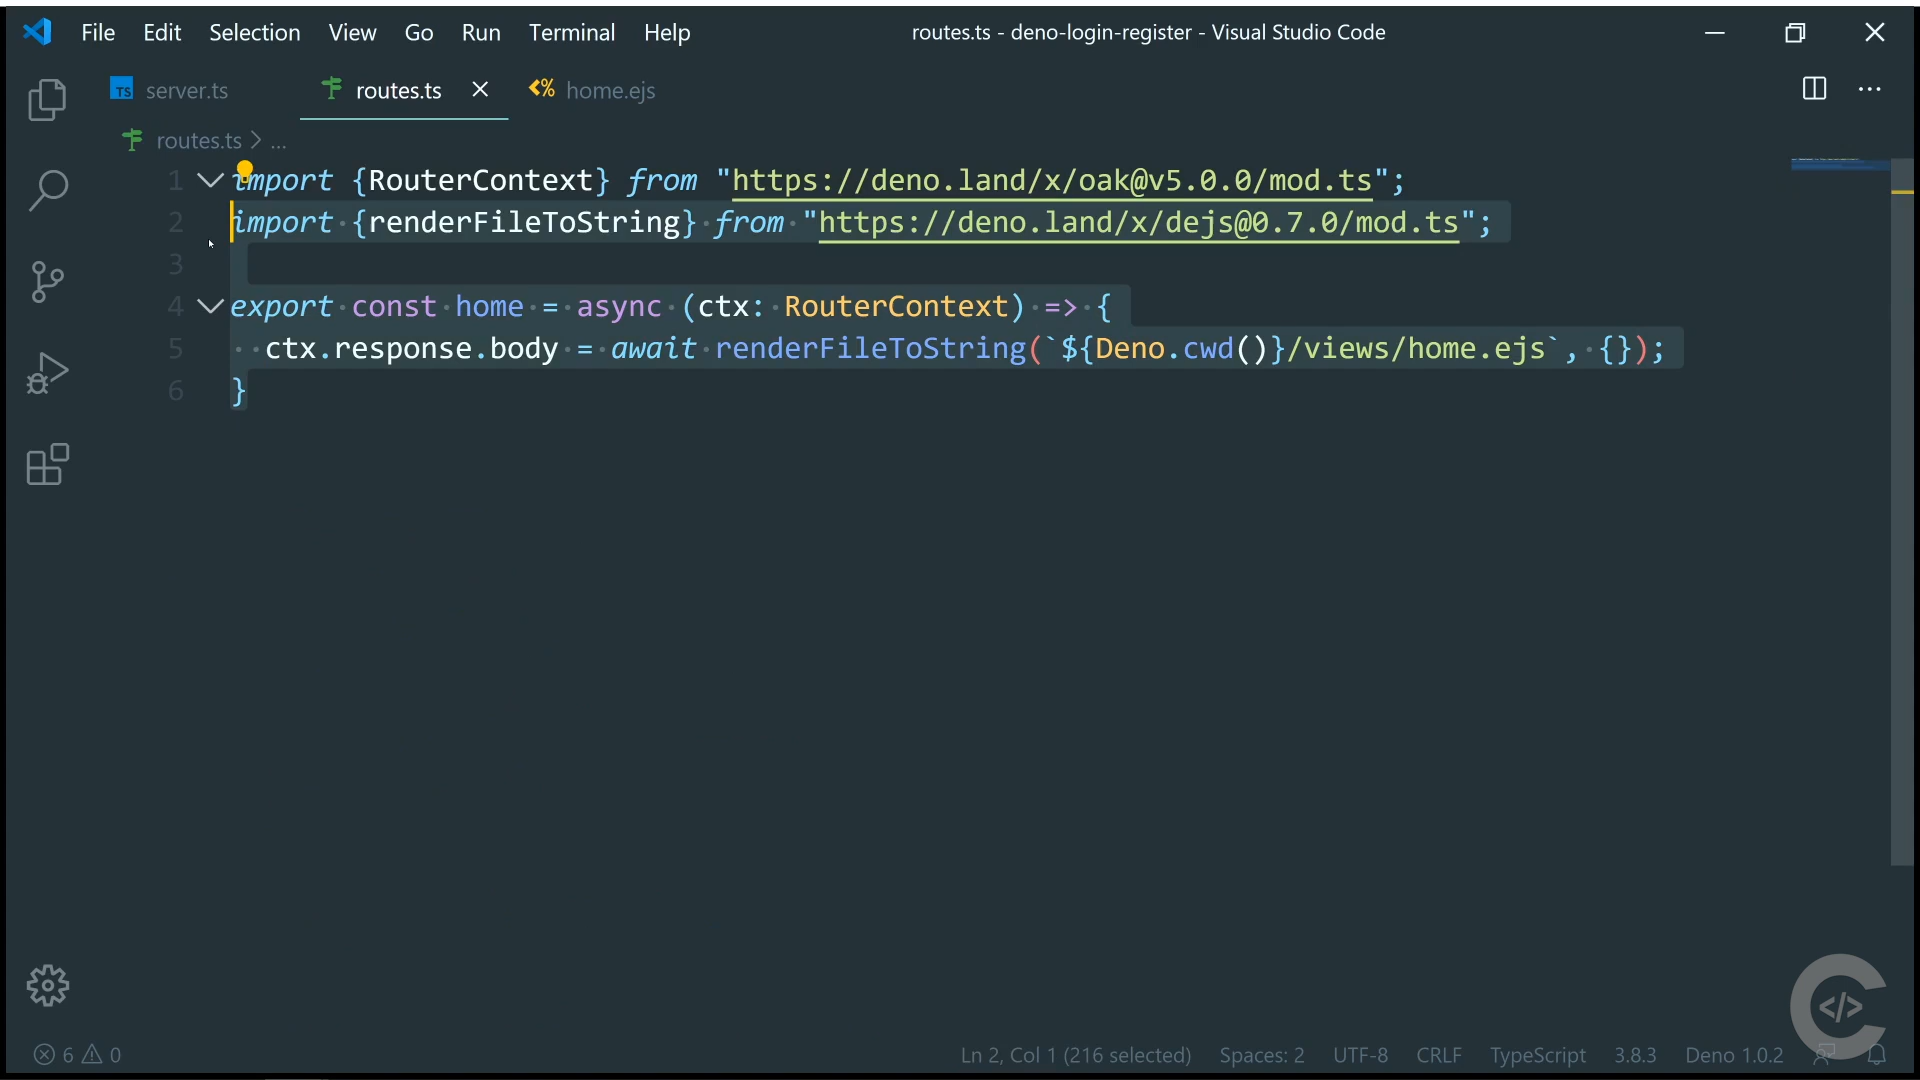 File Edit Selection View Go Run Terminal Help routes.ts - deno-login-register - Visual Studio Code
TS server.ts routes.ts <% home.ejs
routes.ts > ...
1 import {RouterContext} from "https://deno.land/x/oak@v5.0.0/mod.ts";
2 import·{renderFileToString}·from·"https://deno.land/x/dejs@0.7.0/mod.ts";
3
4 export·const·home·=·async·(ctx:·RouterContext)·=>·{
5 ··ctx.response.body·=·await·renderFileToString(`${Deno.cwd()}/views/home.ejs`,·{});
6 }
</>
6 0 Ln 2, Col 1 (216 selected) Spaces: 2 UTF-8 CRLF TypeScript 3.8.3 Deno 1.0.2